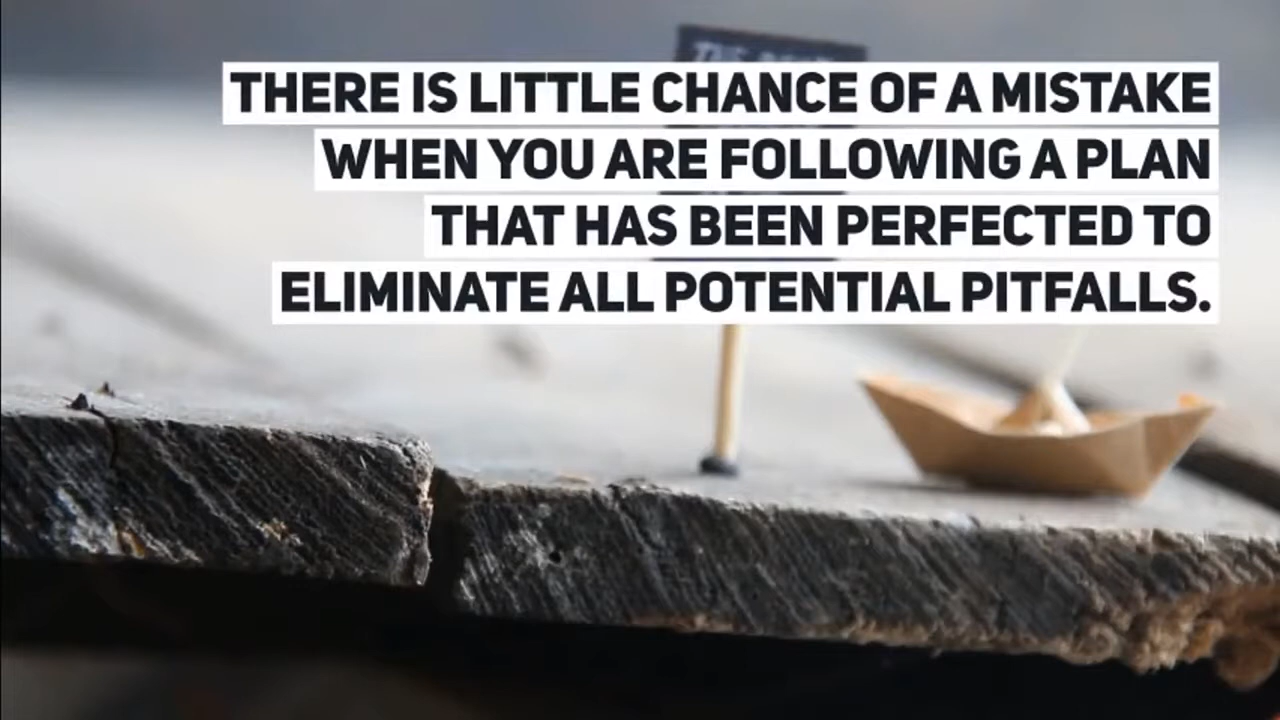 THERE IS LITTLE CHANCE OF A MISTAKE
WHEN YOU ARE FOLLOWING A PLAN
THAT HAS BEEN PERFECTED TO
ELIMINATE ALL POTENTIAL PITFALLS.